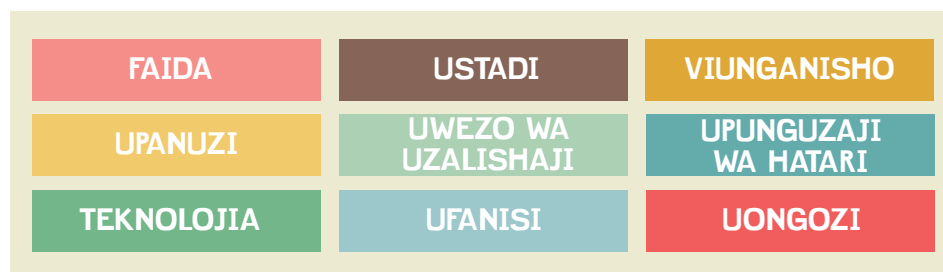 FAIDA
USTADI
VIUNGANISHO
UPANUZI
UWEZO WA
UZALISHAJI
UPUNGUZAJI
WA HATARI
TEKNOLOJIA
UFANISI
UONGOZI